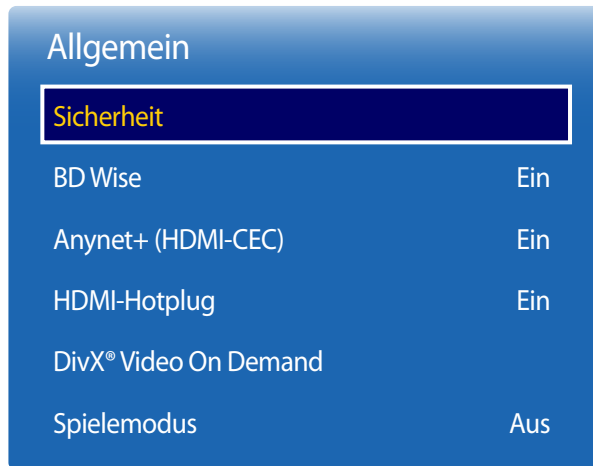 Allgemein
Sicherheit
BD Wise Ein
Anynet+ (HDMI-CEC) Ein
HDMI-Hotplug Ein
DivX® Video On Demand
Spielemodus Aus